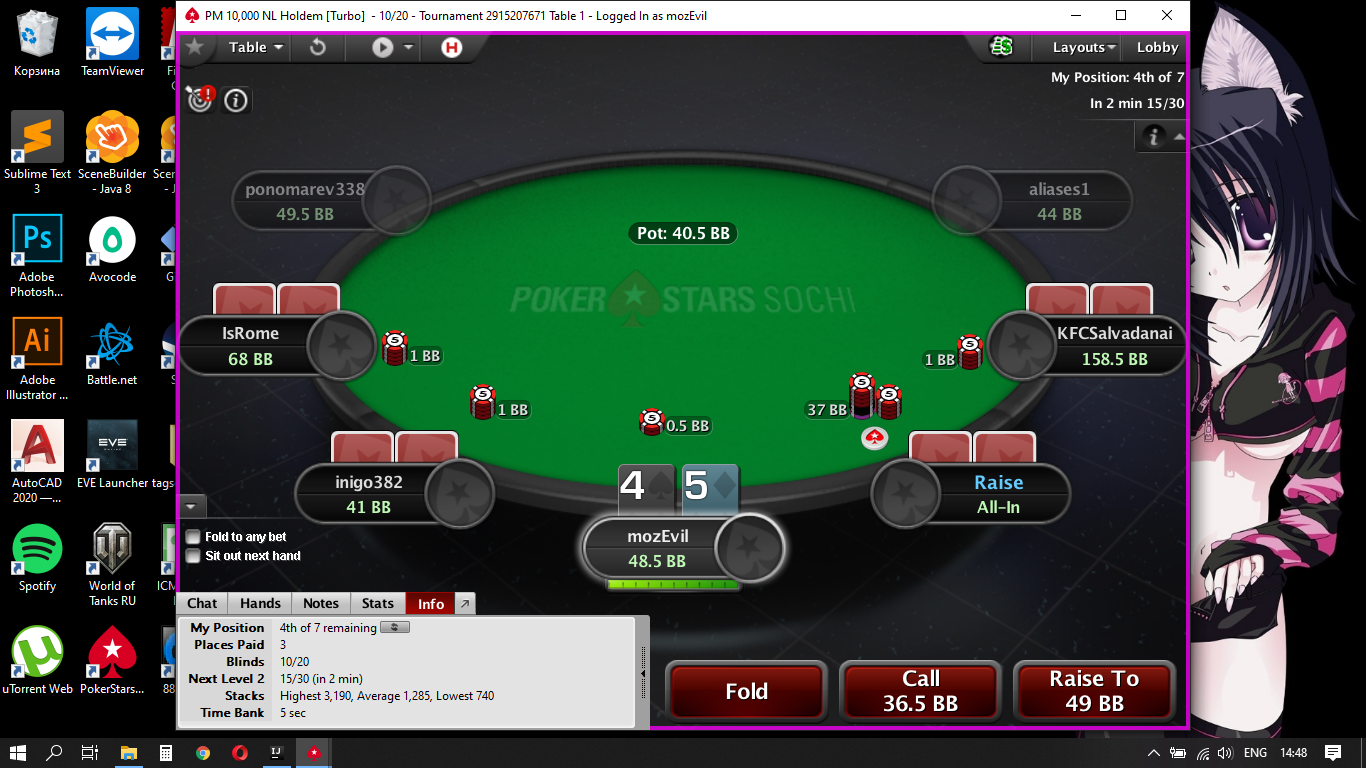 PM 10,000 NL Holdem [Turbo] - 10/20 - Tournament 2915207671 Table 1 - Logged In as mozEvil
Table
H
Layouts
Lobby
My Position: 4th of 7
In 2 min 15/30
ponomarev338
49.5 BB
aliases1
44 BB
Pot: 40.5 BB
POKER STARS SOCHI
IsRome
68 BB
1 BB
KFCSalvadanai
158.5 BB
1 BB
1 BB
0.5 BB
37 BB
inigo382
41 BB
4
5
mozEvil
48.5 BB
Raise
All-In
Fold to any bet
Sit out next hand
Chat
Hands
Notes
Stats
Info
My Position 4th of 7 remaining
Places Paid 3
Blinds 10/20
Next Level 2 15/30 (in 2 min)
Stacks Highest 3,190, Average 1,285, Lowest 740
Time Bank 5 sec
Fold
Call
36.5 BB
Raise To
49 BB
Корзина
TeamViewer
Sublime Text
3
SceneBuilder
- Java 8
Ps
Adobe
Photosh...
Avocode
Ai
Adobe
Illustrator ...
Battle.net
AutoCAD
2020 —...
EVE
EVE Launcher
tags
Spotify
World of
Tanks RU
ICM
uTorrent Web
PokerStars...
88
IJ
ENG
14:48